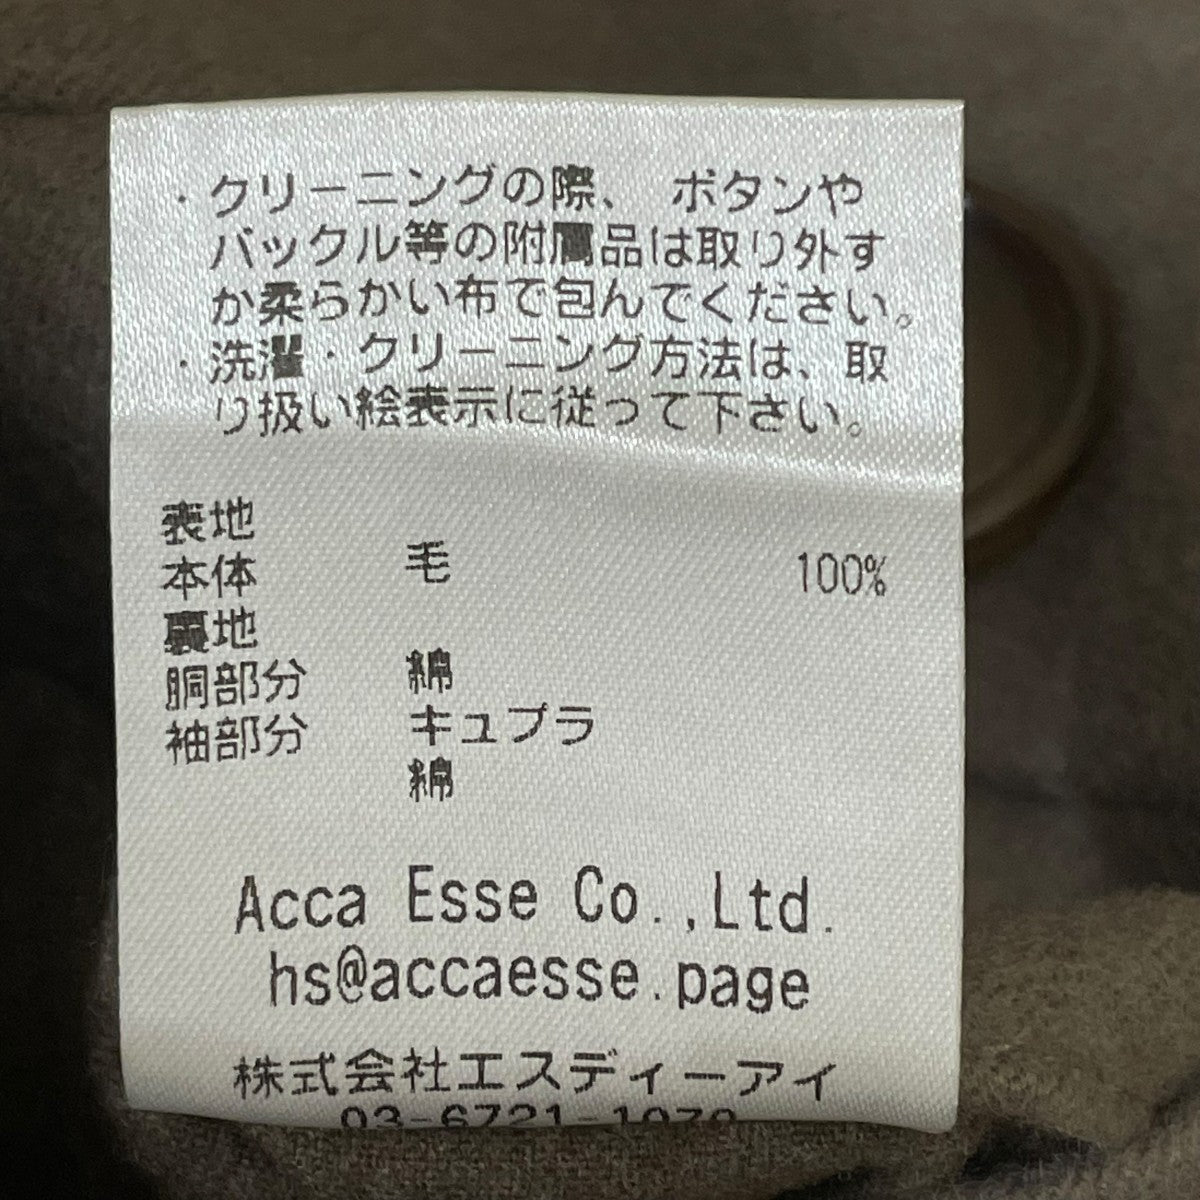 ・クリーニングの際、ボタンや
バックル等の附属品は取り外す
か柔らかい布で包んでください。
・洗濯・クリーニング方法は、取
り扱い絵表示に従って下さい。
表地
本体 毛 100%
裏地
胴部分 綿
袖部分 キュプラ
綿
Acca Esse Co.,Ltd.
hs@accaesse.page
株式会社エスディーアイ
03-6721-1070